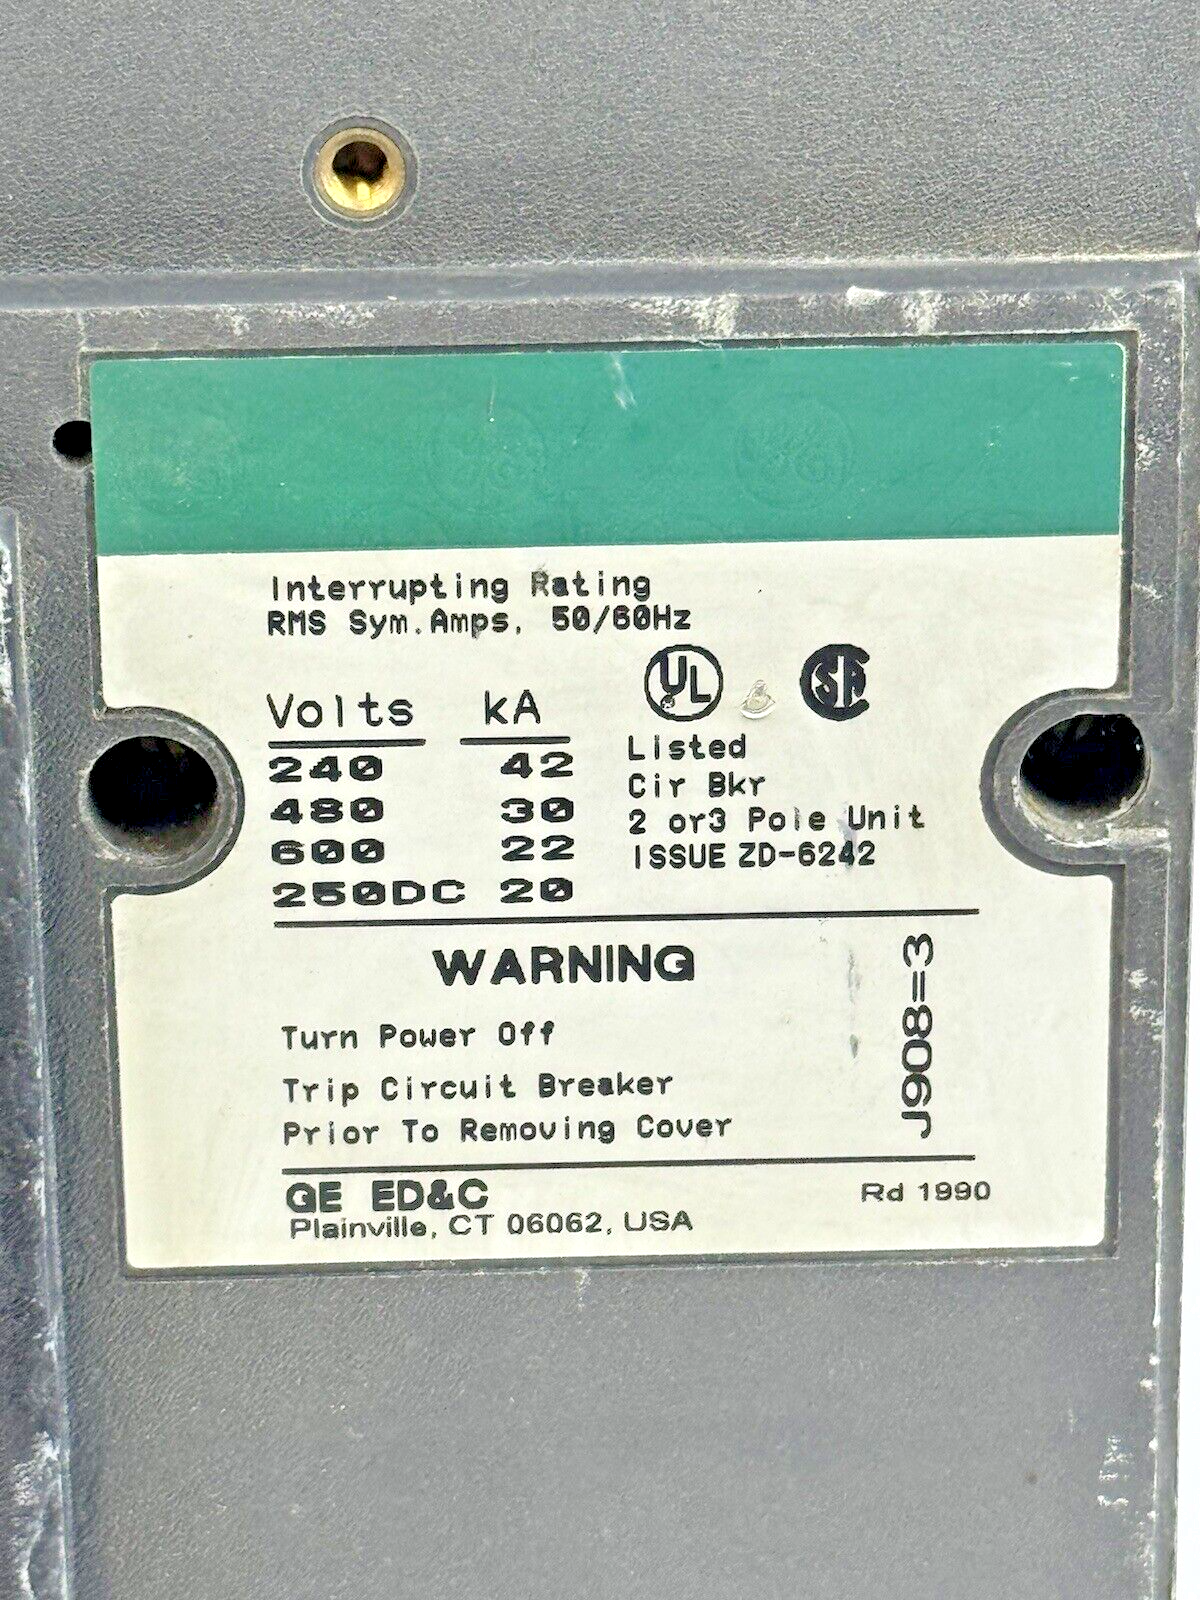 Interrupting Rating
RMS Sym.Amps, 50/60Hz
Volts kA
240 42
480 30
600 22
250DC 20
UL SA
Listed
Cir Bkr
2 or3 Pole Unit
ISSUE ZD-6242
WARNING
Turn Power Off
Trip Circuit Breaker
Prior To Removing Cover
J908=3
GE ED&C
Plainville, CT 06062, USA
Rd 1990